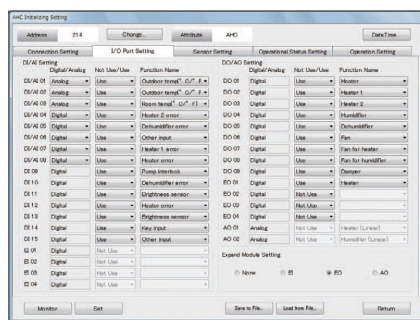 AHC Initializing Setting
Address 214 Change... Attribute AHC DateTime...
Connection Setting I/O Port Setting Sensor Setting Operational Status Setting Operation Setting
DI/AI Setting
Digital/Analog Not Use/Use Function Name
DI/AI 01 Analog Use Outdoor temp(°C/°F
DI/AI 02 Analog Use Outdoor temp(°C/°F
DI/AI 03 Analog Use Room temp(°C/°F)
DI/AI 04 Digital Use Heater 2 error
DI/AI 05 Digital Use Dehumidifier error
DI/AI 06 Digital Use Other input
DI/AI 07 Digital Use Heater 1 error
DI/AI 08 Digital Use Heater error
DI 09 Digital Use Pump interlock
DI 10 Digital Use Dehumidifier error
DI 11 Digital Use Brightness sensor
DI 12 Digital Use Heater error
DI 13 Digital Use Brightness sensor
DI 14 Digital Use Key input
DI 15 Digital Use Other input
EI 01 Digital Not Use
EI 02 Digital Not Use
EI 03 Digital Not Use
EI 04 Digital Not Use
DO/AO Setting
Digital/Analog Not Use/Use Function Name
DO 01 Digital Use Heater
DO 02 Digital Use Heater 1
DO 03 Digital Use Heater 2
DO 04 Digital Use Humidifier
DO 05 Digital Use Dehumidifier
DO 06 Digital Use Fan
DO 07 Digital Use Fan for heater
DO 08 Digital Use Fan for humidifier
DO 09 Digital Use Damper
EO 01 Digital Use Heater
EO 02 Digital Not Use
EO 03 Digital Not Use
EO 04 Digital Not Use
AO 01 Analog Not Use Heater (Linear)
AO 02 Analog Not Use Humidifier (Linear)
Expand Module Setting
None EI EO AO
Monitor Set Save to File... Load from File... Return